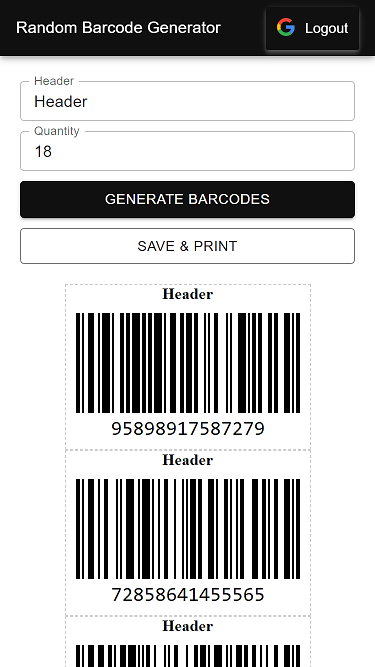 Random Barcode Generator
Logout
Header
Header
Quantity
18
GENERATE BARCODES
SAVE & PRINT
Header
95898917587279
Header
72858641455565
Header